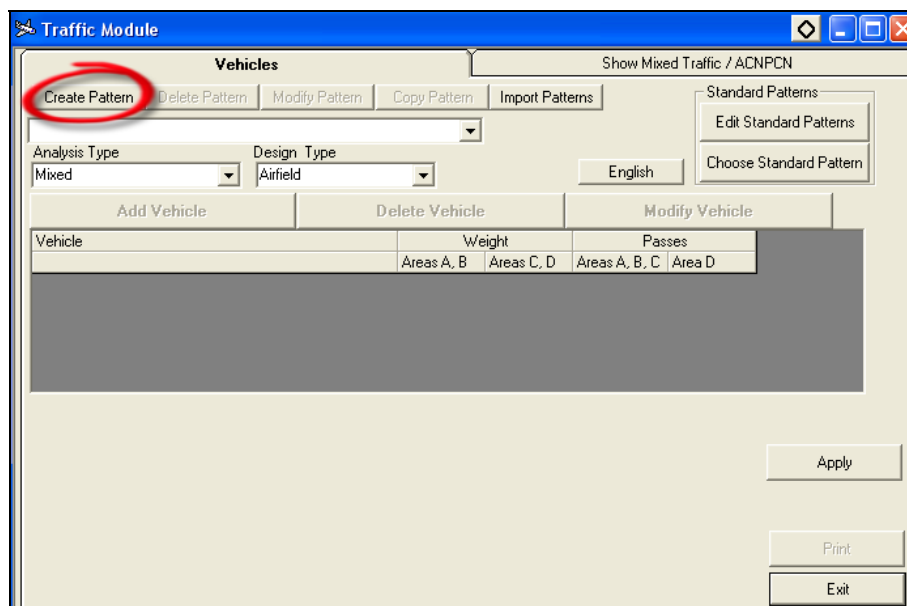 Traffic Module
Vehicles
Show Mixed Traffic / ACNPCN
Create Pattern
Delete Pattern
Modify Pattern
Copy Pattern
Import Patterns
Standard Patterns
Edit Standard Patterns
Choose Standard Pattern
Analysis Type
Design Type
Mixed
Airfield
English
Add Vehicle
Delete Vehicle
Modify Vehicle
Vehicle
Weight
Passes
Areas A, B
Areas C, D
Areas A, B, C
Area D
Apply
Print
Exit